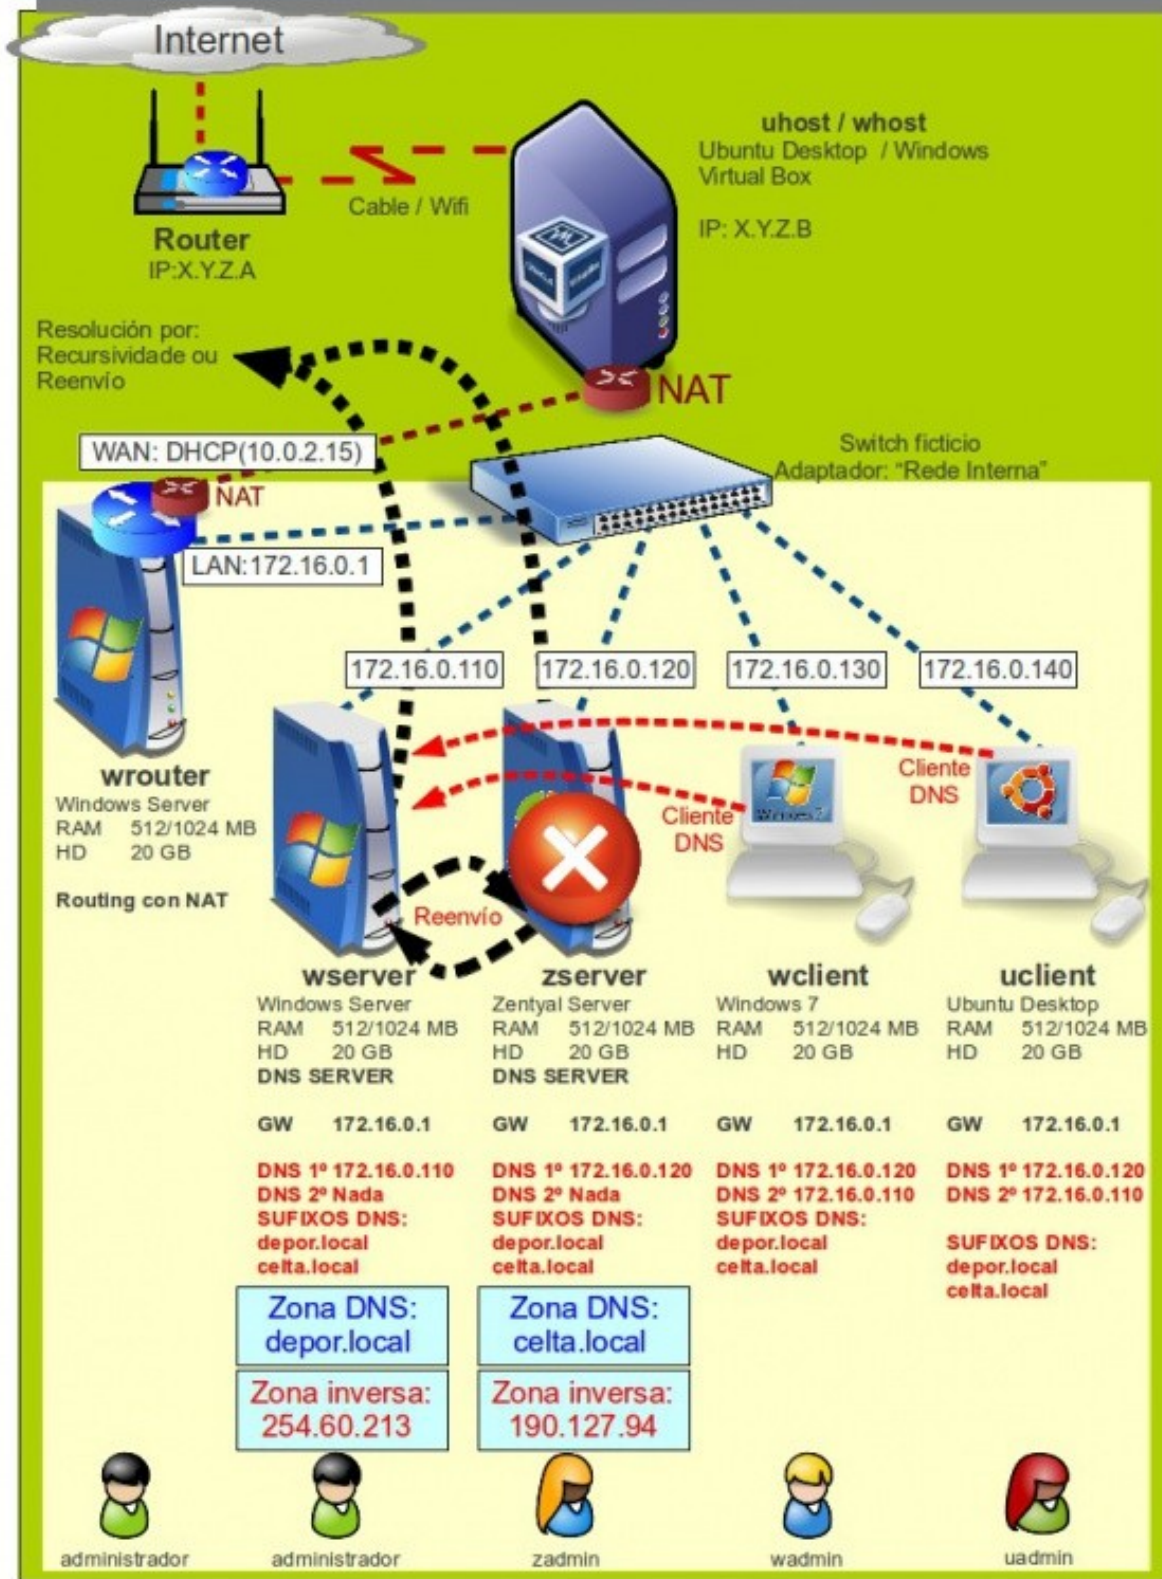 Internet
uhost / whost
Ubuntu Desktop / Windows
Virtual Box
IP: X.Y.Z.B
Cable / Wifi
Router
IP:X.Y.Z.A
Resolución por:
Recursividade ou
Reenvío
NAT
WAN: DHCP(10.0.2.15)
Switch ficticio
Adaptador: "Rede Interna"
NAT
LAN:172.16.0.1
172.16.0.110
172.16.0.120
172.16.0.130
172.16.0.140
wrouter
Windows Server
RAM 512/1024 MB
HD 20 GB
Routing con NAT
Cliente
DNS
Cliente
DNS
Windows 7
Reenvío
wserver
Windows Server
RAM 512/1024 MB
HD 20 GB
DNS SERVER
GW 172.16.0.1
DNS 1º 172.16.0.110
DNS 2º Nada
SUFIXOS DNS:
depor.local
celta.local
Zona DNS:
depor.local
Zona inversa:
254.60.213
zserver
Zentyal Server
RAM 512/1024 MB
HD 20 GB
DNS SERVER
GW 172.16.0.1
DNS 1º 172.16.0.120
DNS 2º Nada
SUFIXOS DNS:
depor.local
celta.local
Zona DNS:
celta.local
Zona inversa:
190.127.94
wclient
Windows 7
RAM 512/1024 MB
HD 20 GB
GW 172.16.0.1
DNS 1º 172.16.0.120
DNS 2º 172.16.0.110
SUFIXOS DNS:
depor.local
celta.local
uclient
Ubuntu Desktop
RAM 512/1024 MB
HD 20 GB
GW 172.16.0.1
DNS 1º 172.16.0.120
DNS 2º 172.16.0.110
SUFIXOS DNS:
depor.local
celta.local
administrador
administrador
zadmin
wadmin
uadmin